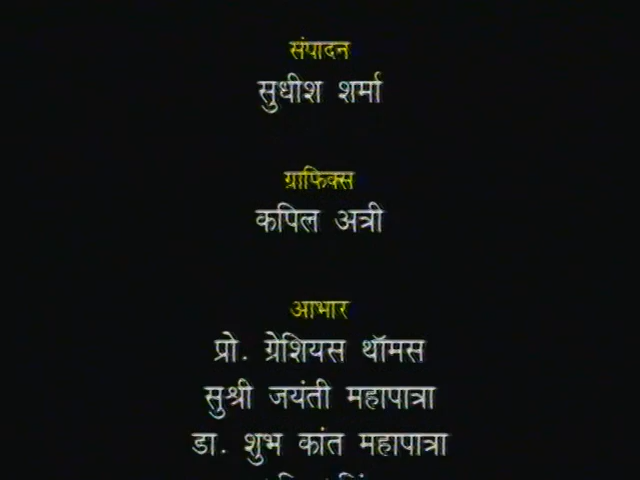 संपादन
सुधीश शर्मा
ग्राफिक्स
कपिल अत्री
आभार
प्रो. ग्रेशियस थॉमस
सुश्री जयंती महापात्रा
डा. शुभ कांत महापात्रा